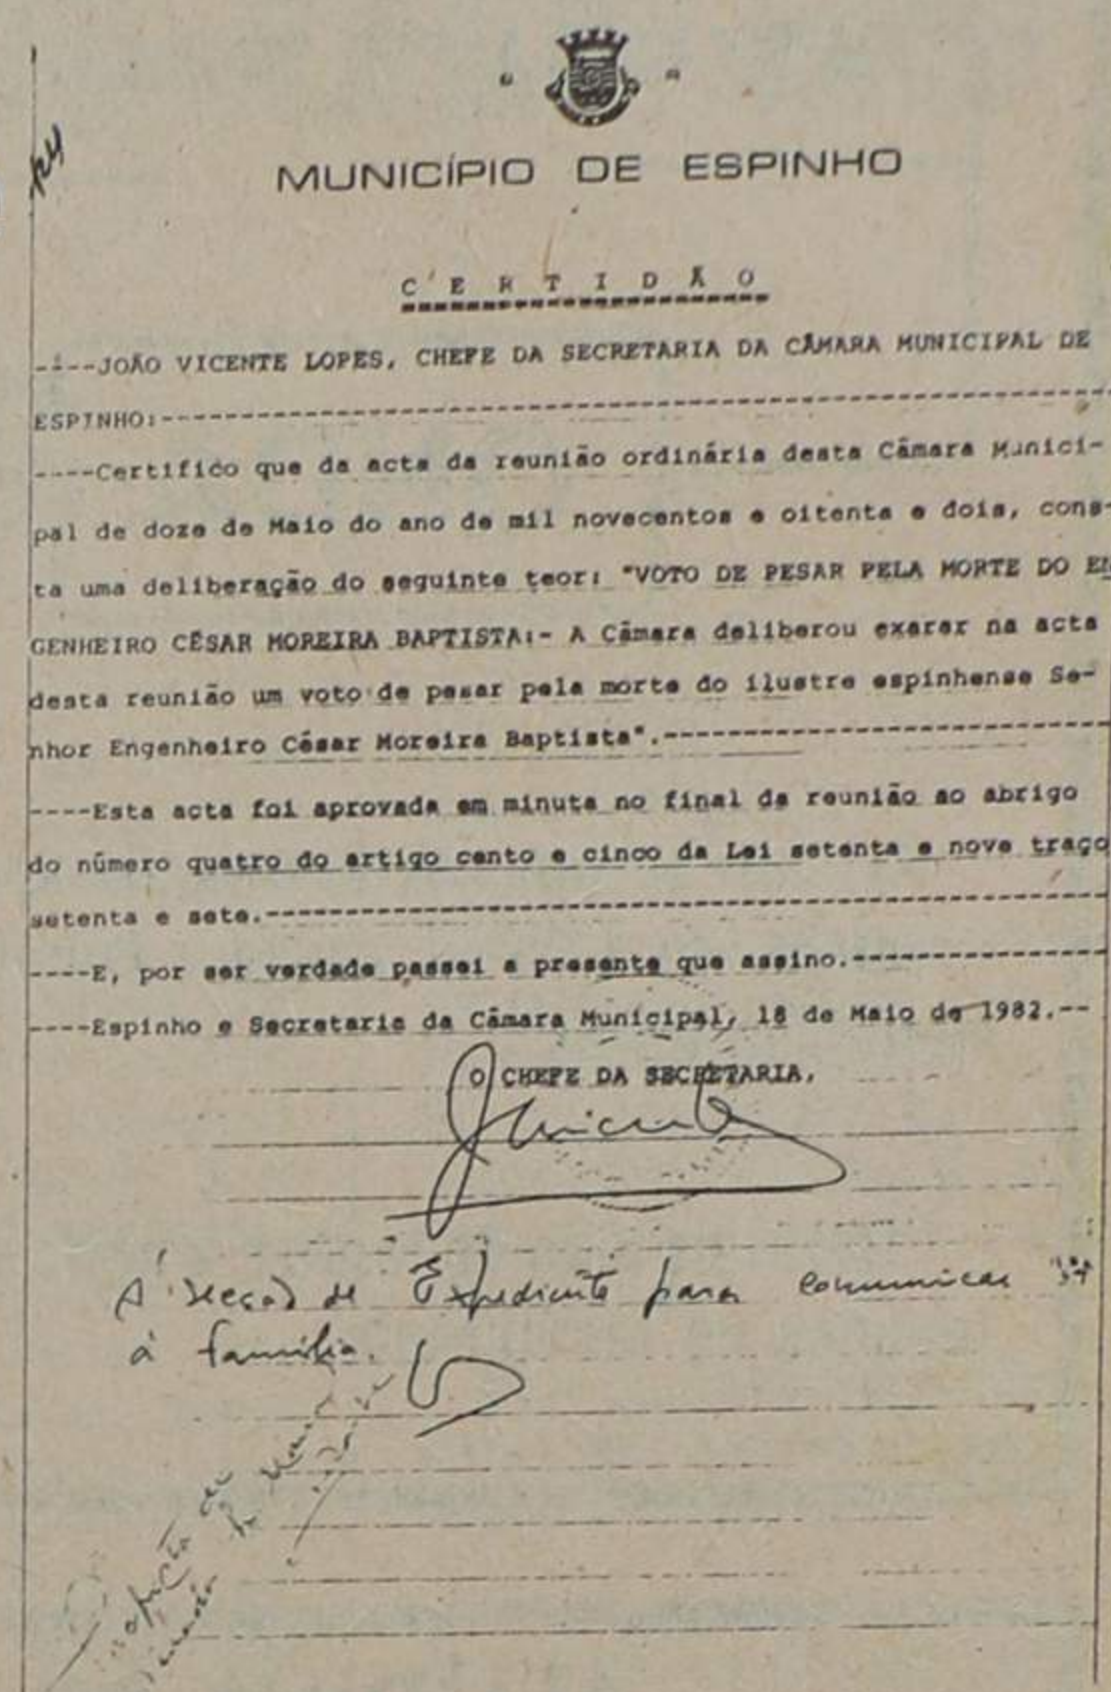 MUNICÍPIO DE ESPINHO
C E R T I D Ã O
----JOÃO VICENTE LOPES, CHEFE DA SECRETARIA DA CÂMARA MUNICIPAL DE
ESPINHO:------------------------------------------------------------
----Certifico que da acta da reunião ordinária desta Câmara Munici-
pal de doze de Maio do ano de mil novecentos e oitenta e dois, cons-
ta uma deliberação do seguinte teor: "VOTO DE PESAR PELA MORTE DO EN
GENHEIRO CÉSAR MOREIRA BAPTISTA:- A Câmara deliberou exarar na acta
desta reunião um voto de pesar pela morte do ilustre espinhense Se-
nhor Engenheiro César Moreira Baptista".----------------------------
----Esta acta foi aprovada em minuta no final da reunião ao abrigo
do número quatro do artigo cento e cinco da Lei setenta e nove traço
setenta e sete.-----------------------------------------------------
----E, por ser verdade passei a presente que assino.----------------
----Espinho e Secretaria da Câmara Municipal, 18 de Maio de 1982.--
O CHEFE DA SECRETARIA,
JVicente
À Secção de Expediente para comunicar
à família.